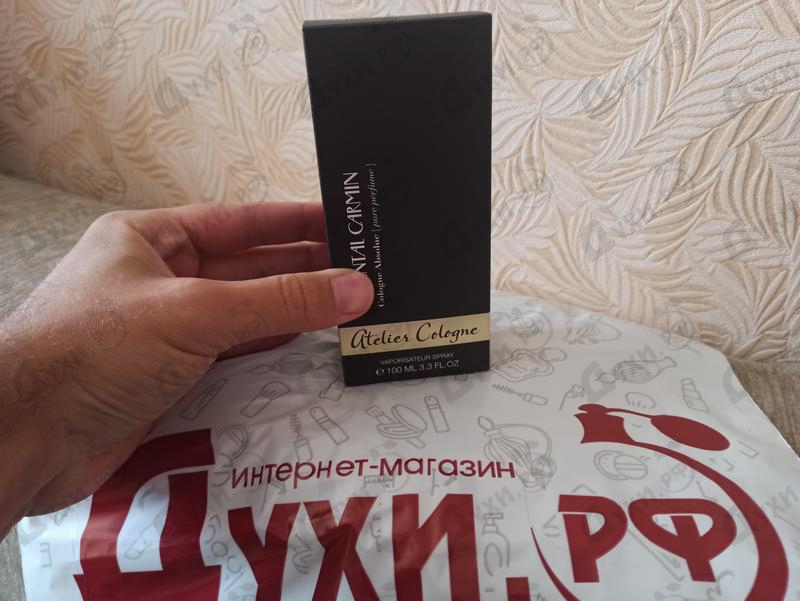 NTAL CARMIN
Cologne Absolue [pure perfume]
Atelier Cologne
VAPORISATEUR SPRAY
℮ 100 ML 3.3 FL.OZ
ИНТЕРНЕТ-МАГАЗИН
ДУХИ.РФ